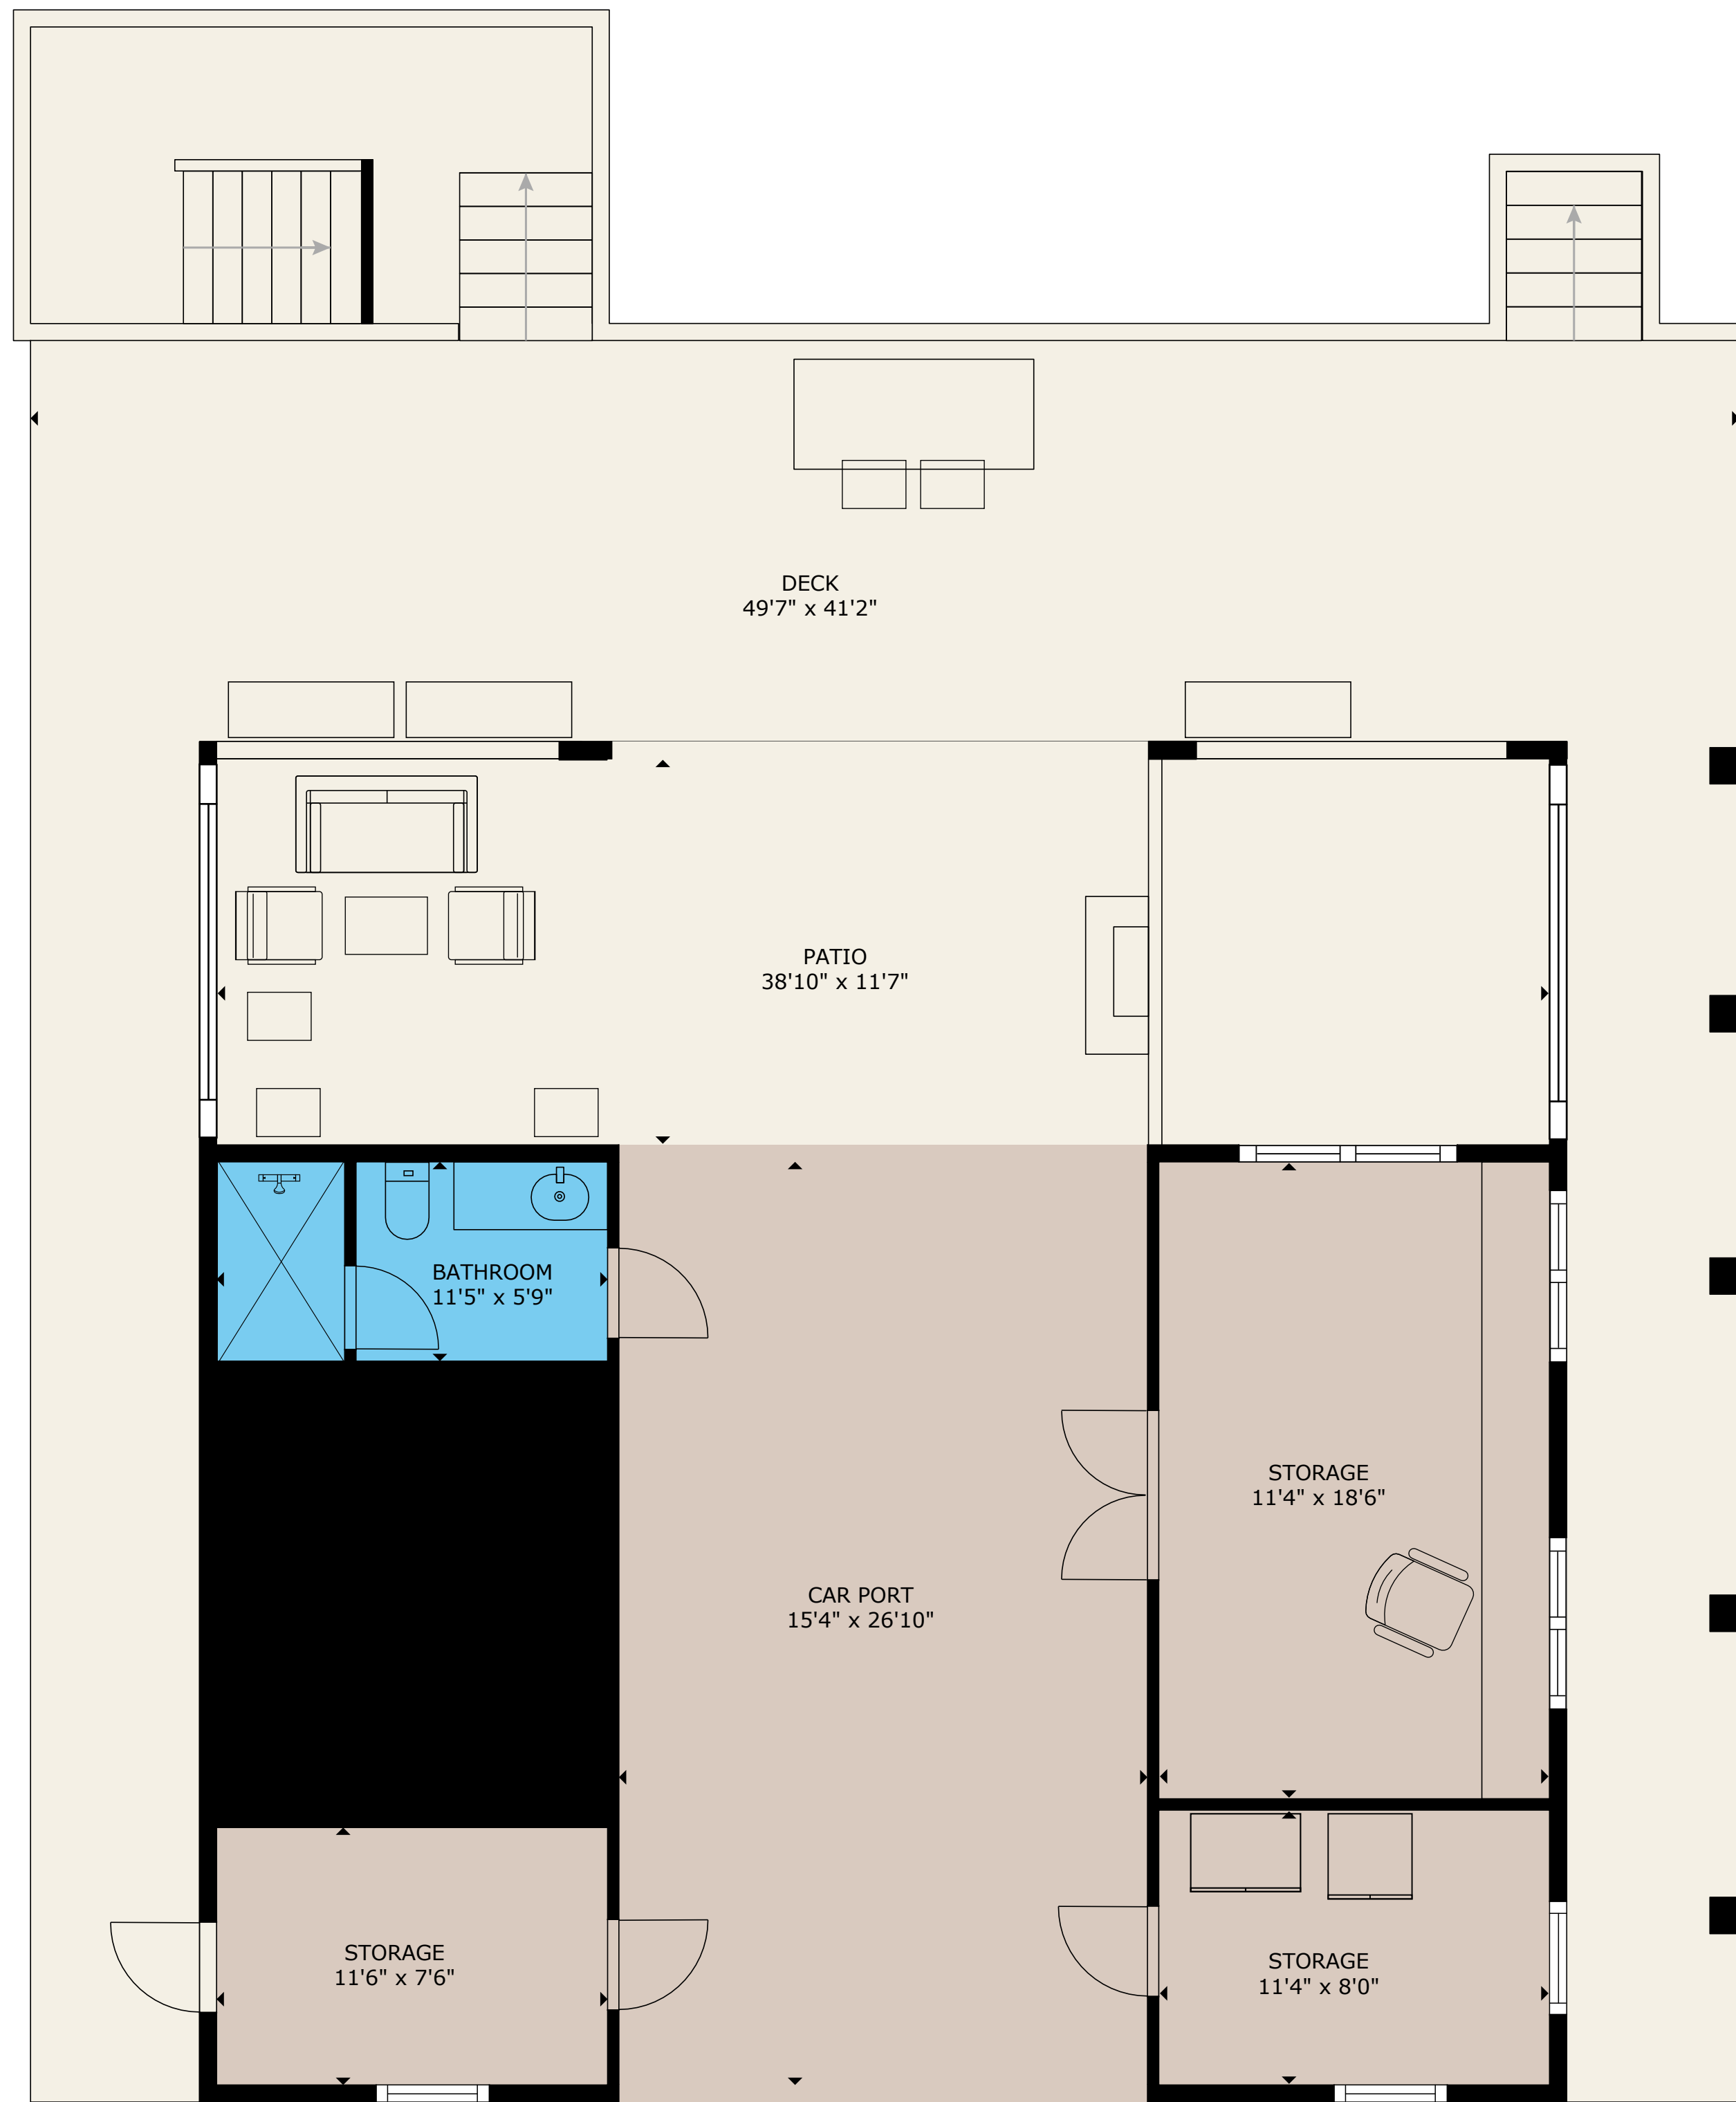 DECK
49'7" x 41'2"
PATIO
38'10" x 11'7"
BATHROOM
11'5" x 5'9"
STORAGE
11'4" x 18'6"
CAR PORT
15'4" x 26'10"
STORAGE
11'6" x 7'6"
STORAGE
11'4" x 8'0"